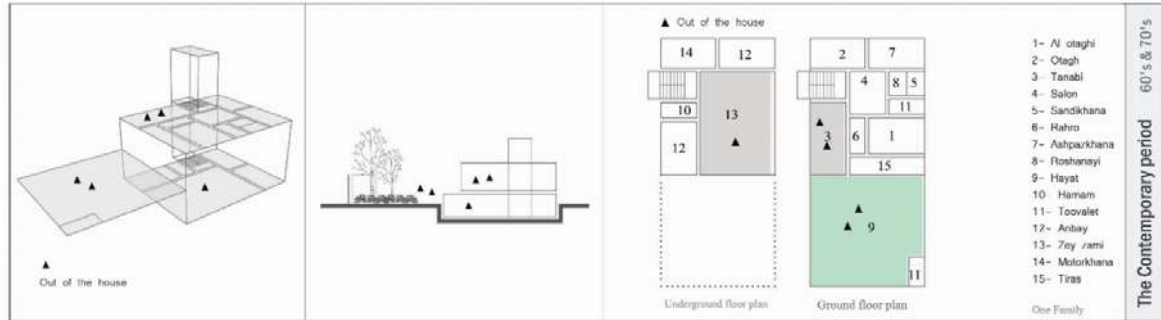 Out of the house
▲ Out of the house
14
12
10
13
12
Underground floor plan
2
7
4
8
5
11
3
6
1
15
9
11
Ground floor plan
1- Al otaghi
2- Otagh
3- Tanabi
4- Salon
5- Sandikhana
6- Rahro
7- Ashpazkhana
8- Roshanayi
9- Hayat
10 Hamam
11- Toovalet
12- Anbay
13- Zey zami
14- Motorkhana
15- Tiras
One Family
The Contemporary period 60's & 70's